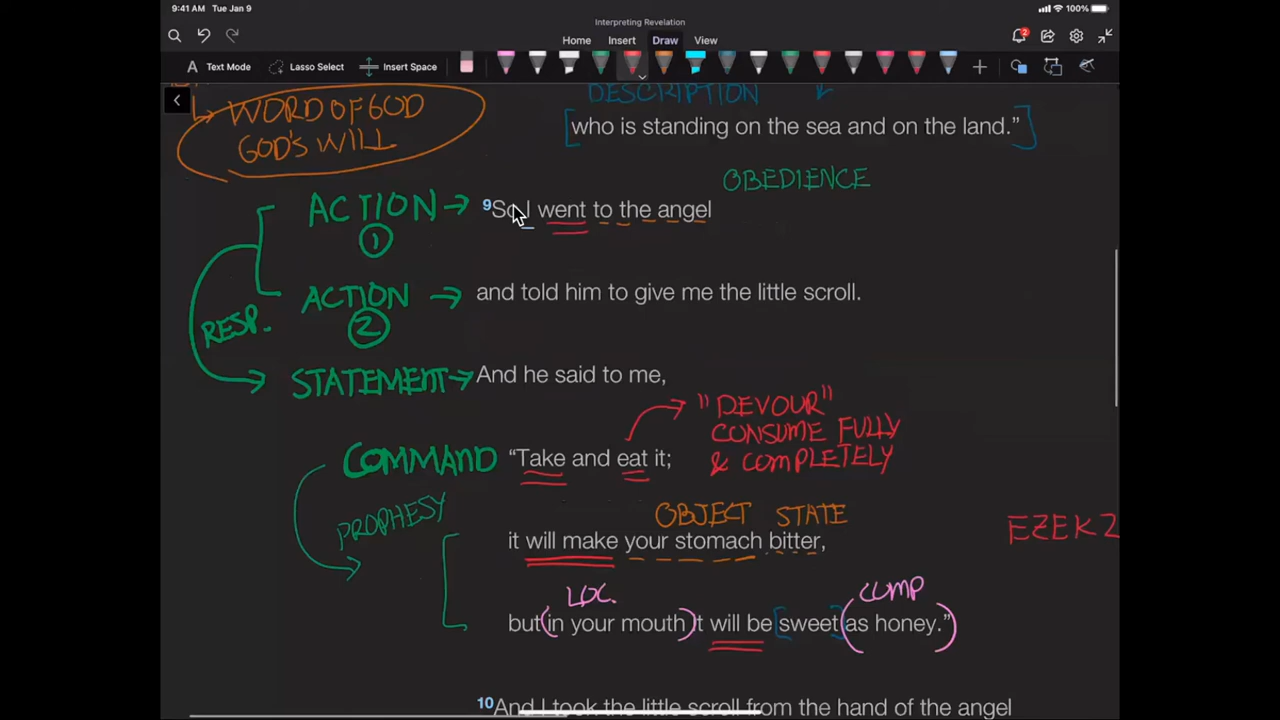 9:41 AM Tue Jan 9
100%
Interpreting Revelation
Home Insert Draw View
2
Text Mode Lasso Select Insert Space
WORD OF GOD
GOD'S WILL
DESCRIPTION
[who is standing on the sea and on the land.”]
OBEDIENCE
ACTION → 9So I went to the angel
1
ACTION → and told him to give me the little scroll.
2
RESP.
STATEMENT → And he said to me,
"DEVOUR"
CONSUME FULLY
& COMPLETELY
COMMAND “Take and eat it;
PROPHESY
OBJECT STATE
EZEK 2
it will make your stomach bitter,
LOC. COMP
but (in your mouth) it will be [sweet] (as honey.”)
10And I took the little scroll from the hand of the angel